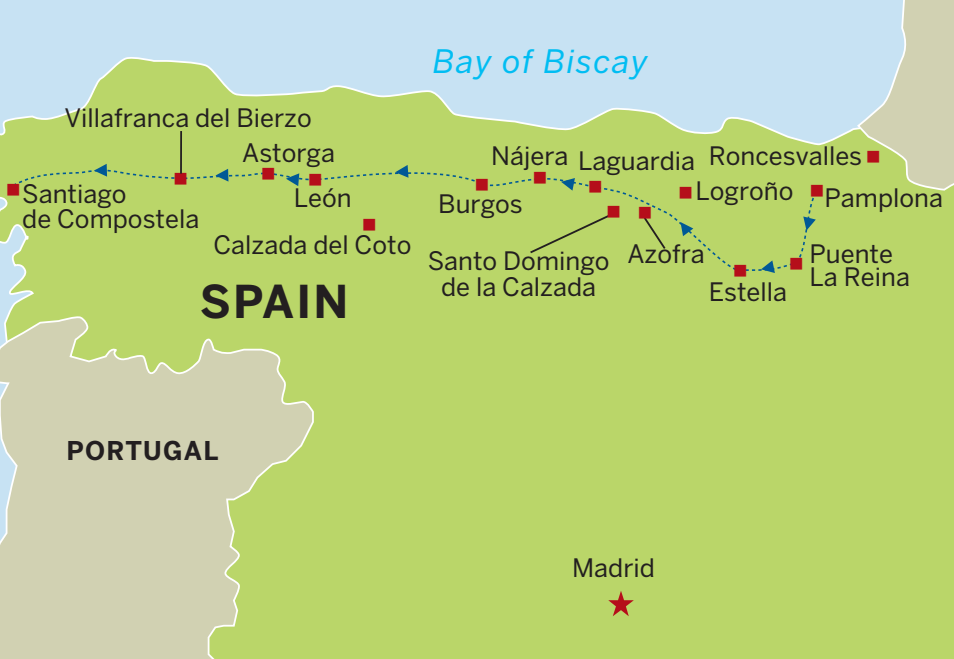 Bay of Biscay
Villafranca del Bierzo
Astorga
León
Santiago
de Compostela
Calzada del Coto
Burgos
Nájera
Laguardia
Roncesvalles
Logroño
Pamplona
Santo Domingo
de la Calzada
Azofra
Estella
Puente
La Reina
SPAIN
PORTUGAL
Madrid